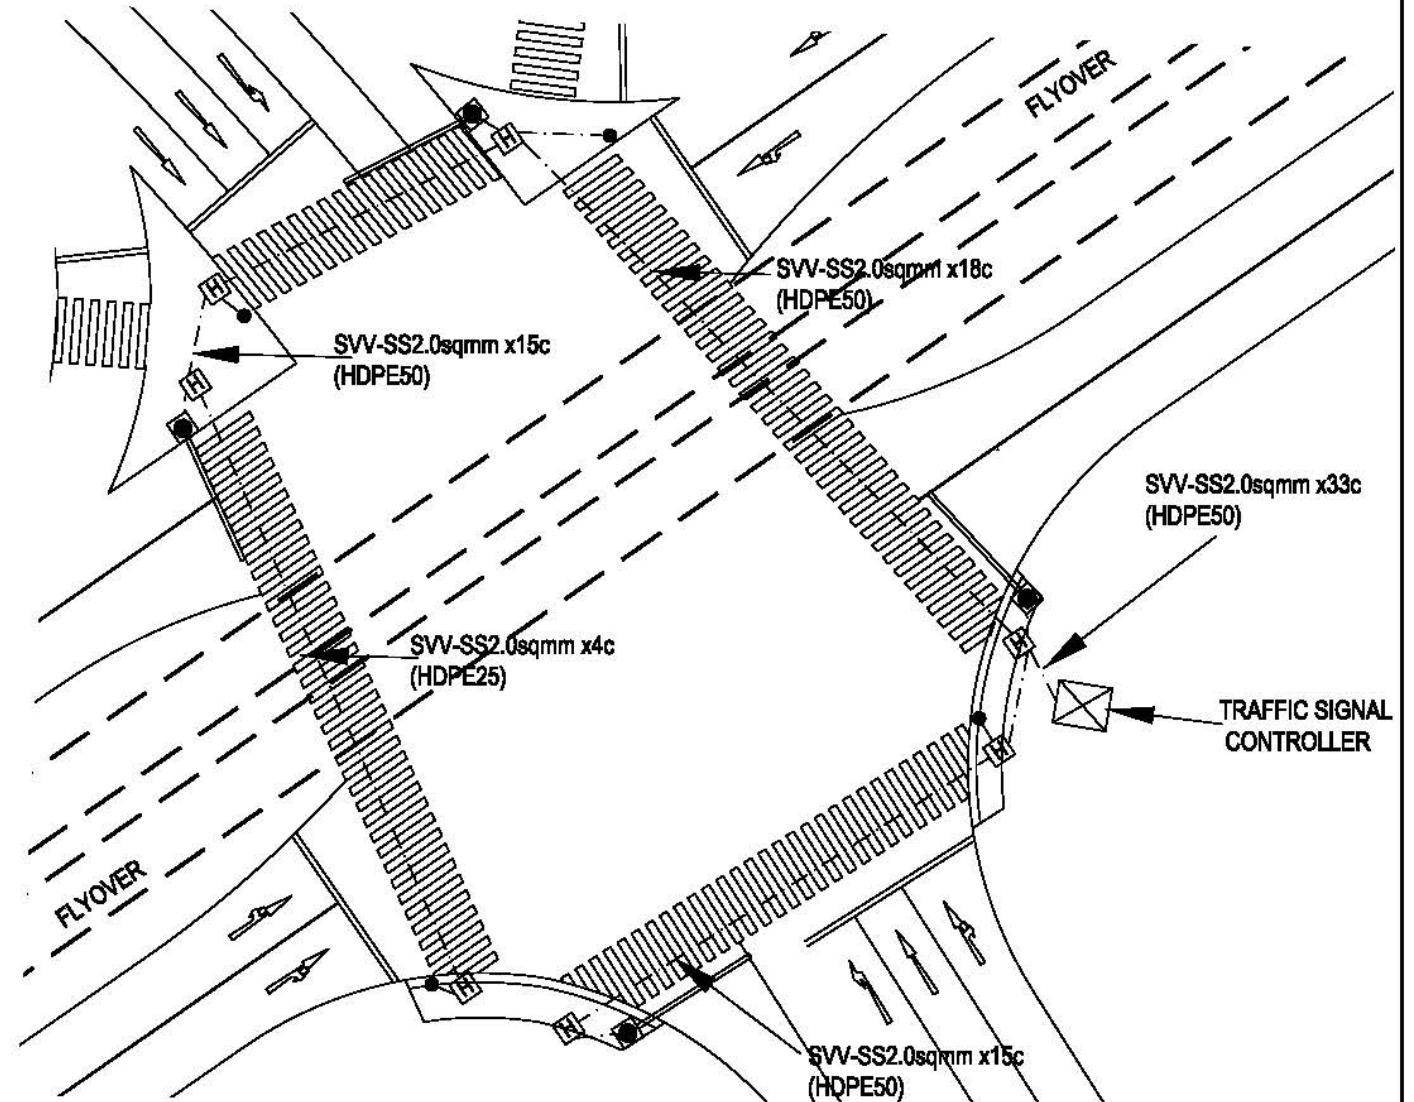 FLYOVER
SVV-SS2.0sqmm x18c
(HDPE50)
SVV-SS2.0sqmm x15c
(HDPE50)
SVV-SS2.0sqmm x33c
(HDPE50)
SVV-SS2.0sqmm x4c
(HDPE25)
TRAFFIC SIGNAL
CONTROLLER
FLYOVER
SVV-SS2.0sqmm x15c
(HDPE50)
H
H
H
H
H
H
H